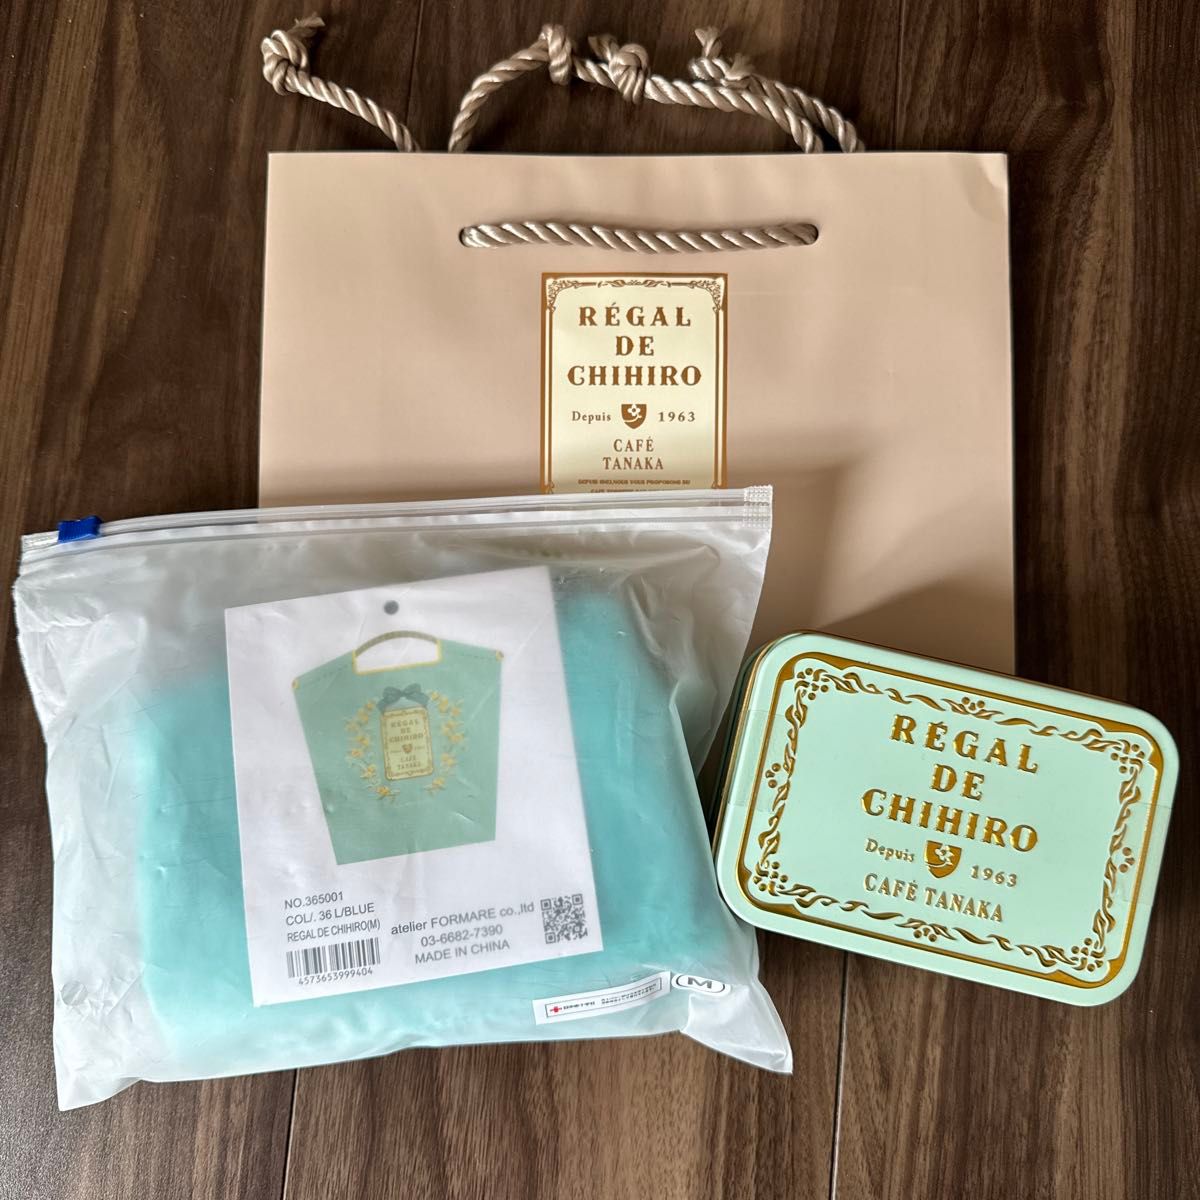 RÉGAL
DE
CHIHIRO
Depuis 1963
CAFÉ
TANAKA
RÉGAL
DE
CHIHIRO
CAFÉ
TANAKA
NO.365001
COL/. 36 L/BLUE
REGAL DE CHIHIRO(M)
4573653999404
atelier FORMARE co.,ltd
03-6682-7390
MADE IN CHINA
M
RÉGAL
DE
CHIHIRO
Depuis 1963
CAFÉ TANAKA